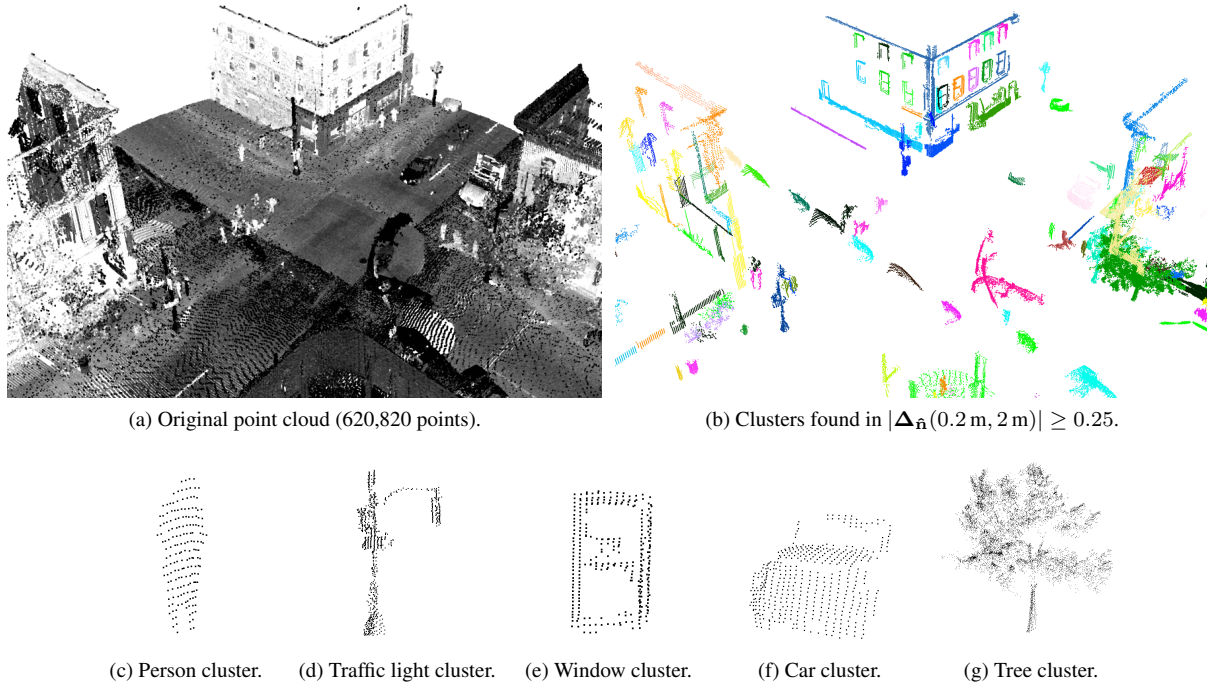 (a) Original point cloud (620,820 points).
(b) Clusters found in |Δn̂(0.2 m, 2 m)| ≥ 0.25.
(c) Person cluster.
(d) Traffic light cluster.
(e) Window cluster.
(f) Car cluster.
(g) Tree cluster.